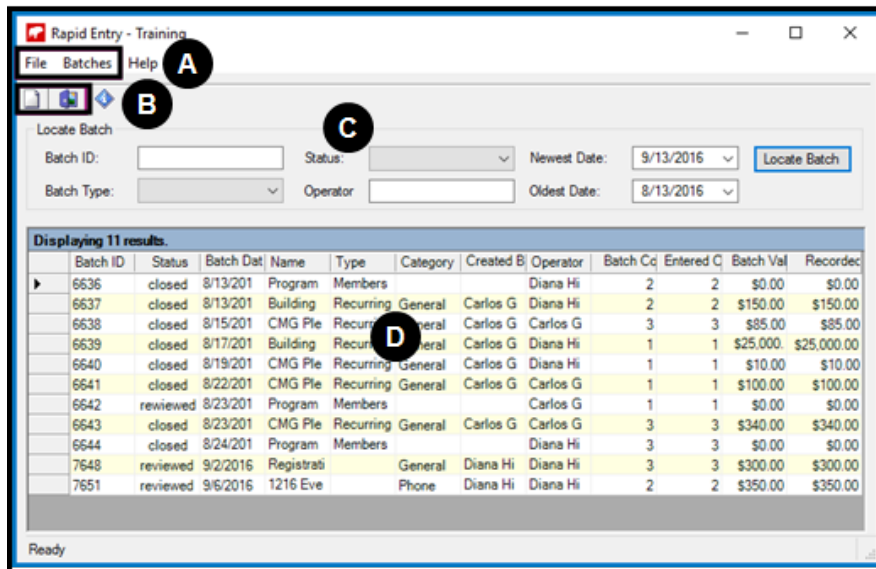 Rapid Entry - Training
File Batches Help A
B
Locate Batch C
Batch ID: Status: Newest Date: 9/13/2016 Locate Batch
Batch Type: Operator Oldest Date: 8/13/2016
Displaying 11 results.
Batch ID Status Batch Dat Name Type Category Created B Operator Batch Co Entered C Batch Val Recorded
6636 closed 8/13/201 Program Members Diana Hi 2 2 $0.00 $0.00
6637 closed 8/13/201 Building Recurring General Carlos G Diana Hi 2 2 $150.00 $150.00
6638 closed 8/15/201 CMG Ple Recurring General Carlos G Carlos G 3 3 $85.00 $85.00
6639 closed 8/17/201 Building Recurring D General Carlos G Diana Hi 1 1 $25,000. $25,000.00
6640 closed 8/19/201 CMG Ple Recurring General Carlos G Diana Hi 1 1 $10.00 $10.00
6641 closed 8/22/201 CMG Ple Recurring General Carlos G Carlos G 1 1 $100.00 $100.00
6642 rewiewed 8/23/201 Program Members Carlos G 1 1 $0.00 $0.00
6643 closed 8/23/201 CMG Ple Recurring General Carlos G Carlos G 3 3 $340.00 $340.00
6644 closed 8/24/201 Program Members Diana Hi 3 3 $0.00 $0.00
7648 reviewed 9/2/2016 Registrati General Diana Hi Diana Hi 3 3 $300.00 $300.00
7651 reviewed 9/6/2016 1216 Eve Phone Diana Hi Diana Hi 2 2 $350.00 $350.00
Ready